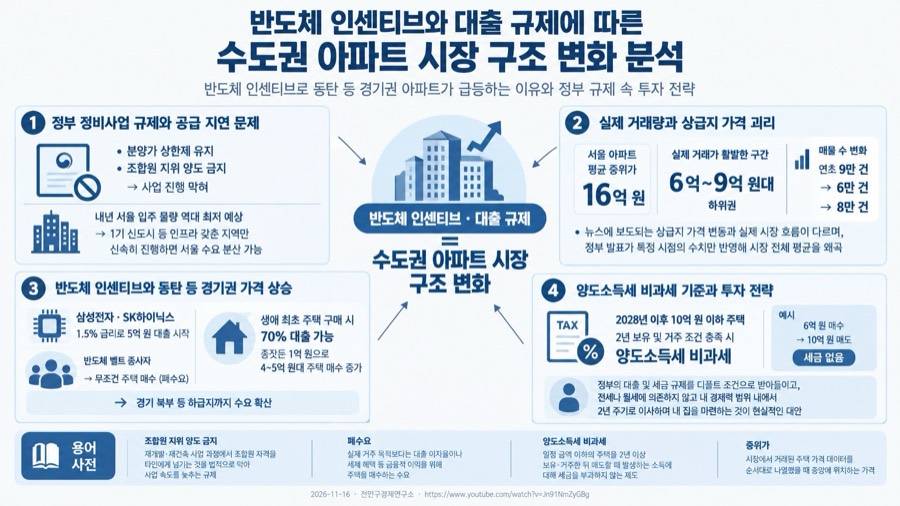 반도체 인센티브와 대출 규제에 따른
수도권 아파트 시장 구조 변화 분석
반도체 인센티브로 동탄 등 경기권 아파트가 급등하는 이유와 정부 규제 속 투자 전략
1 정부 정비사업 규제와 공급 지연 문제
• 분양가 상한제 유지
• 조합원 지위 양도 금지
→ 사업 진행 막혀
내년 서울 입주 물량 역대 최저 예상
→ 1기 신도시 등 인프라 갖춘 지역만
신속히 진행하면 서울 수요 분산 가능
반도체 인센티브 · 대출 규제
=
수도권 아파트 시장
구조 변화
2 실제 거래량과 상급지 가격 괴리
서울 아파트
평균 중위가
16억 원
실제 거래가 활발한 구간
6억~9억 원대
하위권
매물 수 변화
연초 9만 건
→ 6만 건
→ 8만 건
• 뉴스에 보도되는 상급지 가격 변동과 실제 시장 흐름이 다르며,
정부 발표가 특정 시점의 수치만 반영해 시장 전체 평균을 왜곡
3 반도체 인센티브와 동탄 등 경기권 가격 상승
삼성전자 · SK하이닉스
1.5% 금리로 5억 원 대출 시작
반도체 벨트 종사자
→ 무조건 주택 매수 (폐수요)
생애 최초 주택 구매 시
70% 대출 가능
종잣돈 1억 원으로
4~5억 원대 주택 매수 증가
→ 경기 북부 등 하급지까지 수요 확산
4 양도소득세 비과세 기준과 투자 전략
TAX
%
2028년 이후 10억 원 이하 주택
2년 보유 및 거주 조건 충족 시
양도소득세 비과세
예시
6억 원 매수
→ 10억 원 매도
세금 없음
정부의 대출 및 세금 규제를 디폴트 조건으로 받아들이고,
전세나 월세에 의존하지 않고 내 경제력 범위 내에서
2년 주기로 이사하며 내 집을 마련하는 것이 현실적인 대안
용어
사전
조합원 지위 양도 금지
재개발·재건축 사업 과정에서 조합원 자격을
타인에게 넘기는 것을 법적으로 막아
사업 속도를 늦추는 규제
폐수요
실제 거주 목적보다는 대출 이자율이나
세제 혜택 등 금융적 이익을 위해
주택을 매수하는 수요
양도소득세 비과세
일정 금액 이하의 주택을 2년 이상
보유·거주한 뒤 매도할 때 발생하는 소득에
대해 세금을 부과하지 않는 제도
중위가
시장에서 거래된 주택 가격 데이터를
순서대로 나열했을 때 중앙에 위치하는 가격
2026-11-16 · 전민구경제연구소 · https://www.youtube.com/watch?v=Jn91NmZyGBg